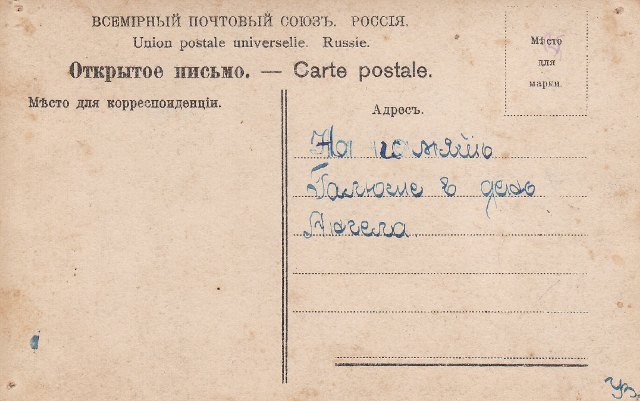 ВСЕМІРНЫЙ ПОЧТОВЫЙ СОЮЗЪ. РОССІЯ.
Union postale universelle. Russie.
Открытое письмо. — Carte postale.
Мѣсто
для
марки.
Мѣсто для корреспонденціи.
Адресъ.
На память
Галюсие в день
Ангела